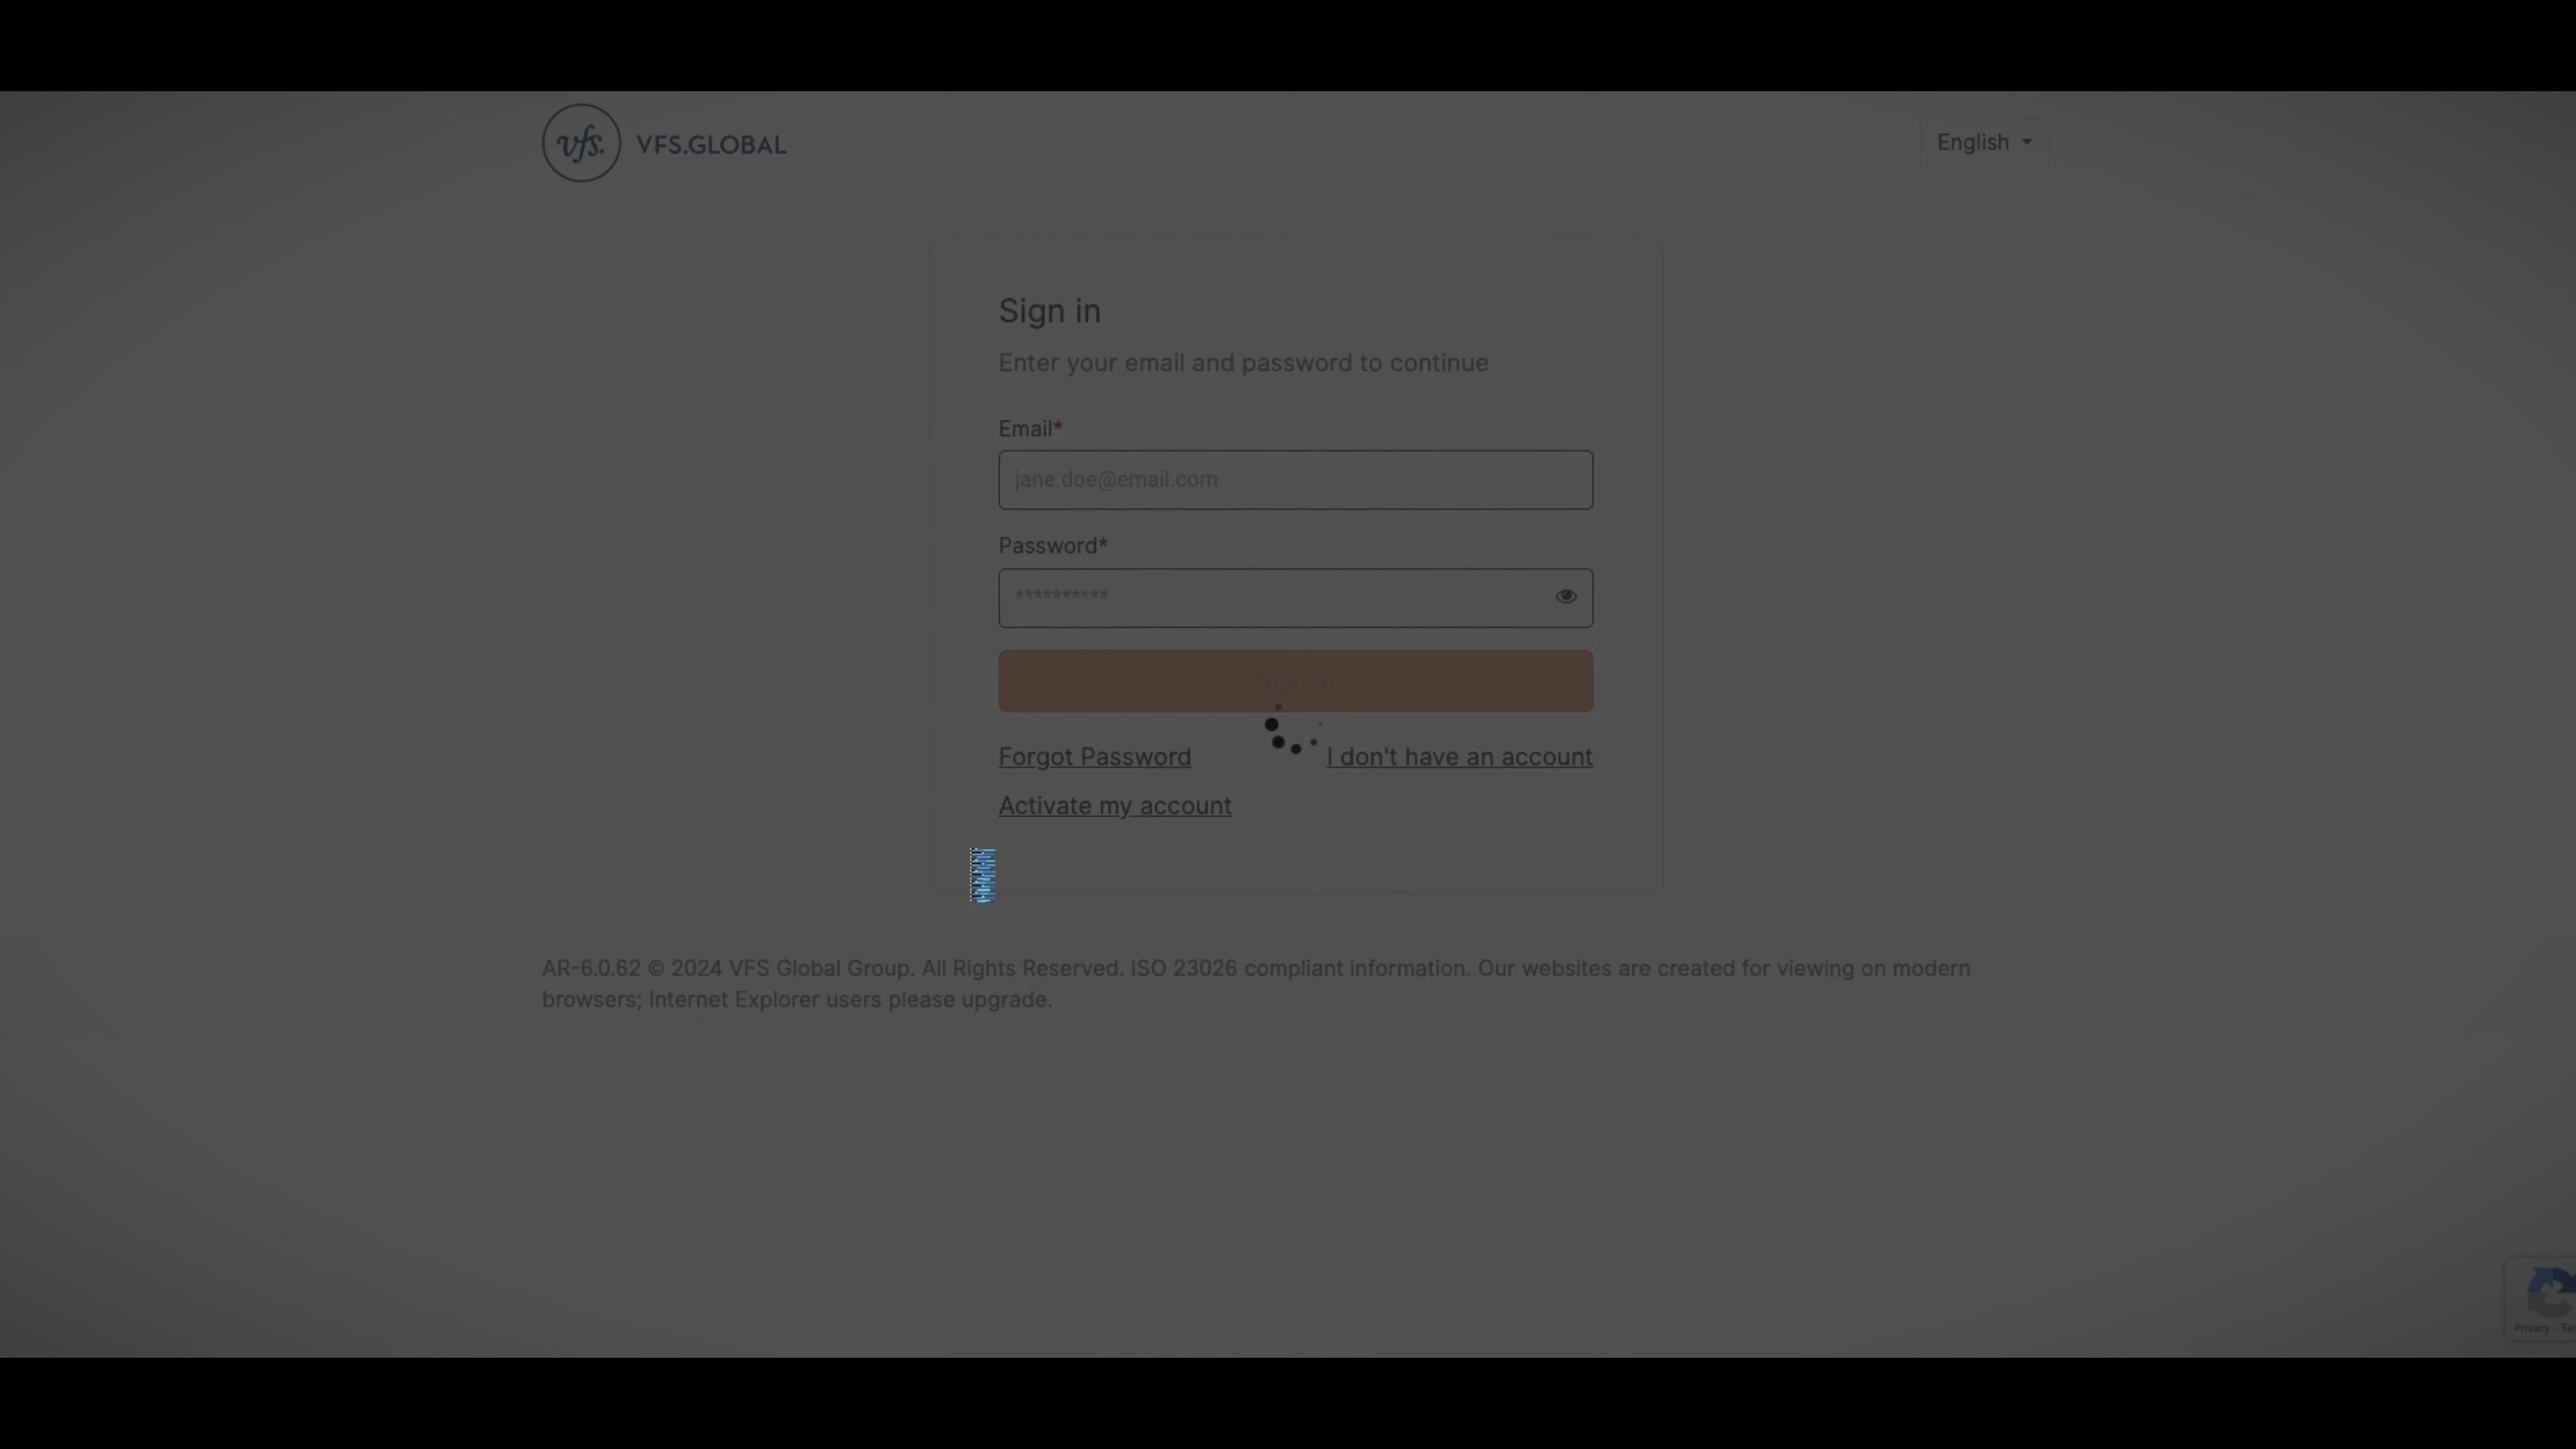 vfs. VFS.GLOBAL
English
Sign in
Enter your email and password to continue
Email*
jane.doe@email.com
Password*
**********
Sign In
Forgot Password
I don't have an account
Activate my account
AR-6.0.62 © 2024 VFS Global Group. All Rights Reserved. ISO 23026 compliant information. Our websites are created for viewing on modern
browsers; Internet Explorer users please upgrade.
Privacy -